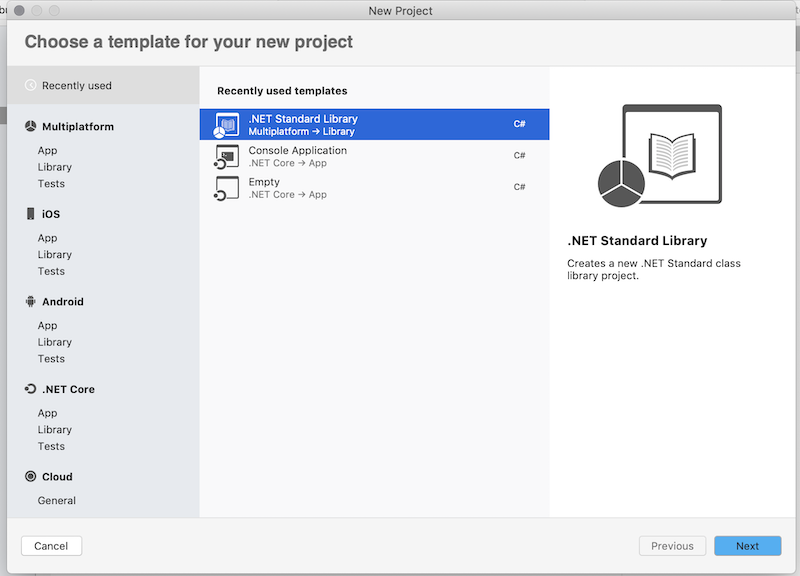 New Project
Choose a template for your new project
Recently used
Multiplatform
App
Library
Tests
iOS
App
Library
Tests
Android
App
Library
Tests
.NET Core
App
Library
Tests
Cloud
General
Recently used templates
.NET Standard Library
Multiplatform → Library
C#
Console Application
.NET Core → App
C#
Empty
.NET Core → App
C#
.NET Standard Library
Creates a new .NET Standard class
library project.
Cancel
Previous
Next